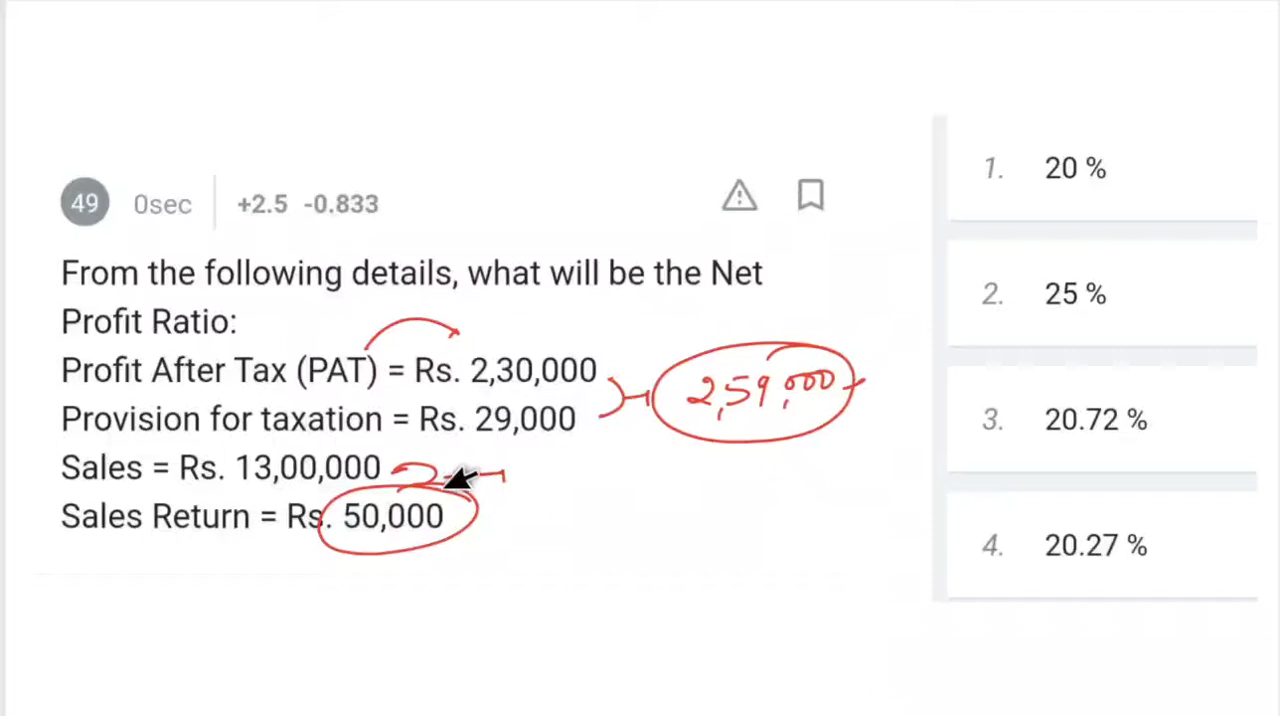 49 0sec +2.5 -0.833
From the following details, what will be the Net
Profit Ratio:
Profit After Tax (PAT) = Rs. 2,30,000
Provision for taxation = Rs. 29,000
2,59,000
Sales = Rs. 13,00,000
Sales Return = Rs. 50,000
1. 20 %
2. 25 %
3. 20.72 %
4. 20.27 %